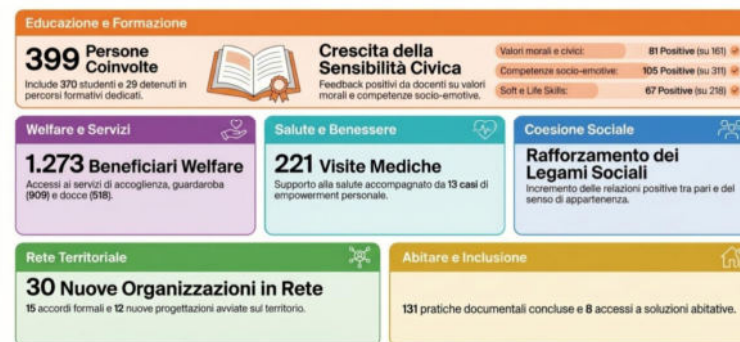 Educazione e Formazione
399 Persone Coinvolte
Include 370 studenti e 29 detenuti in
percorsi formativi dedicati.
Crescita della
Sensibilità Civica
Feedback positivi da docenti su valori
morali e competenze socio-emotive.
Valori morali e civici: 81 Positive (su 161)
Competenze socio-emotive: 105 Positive (su 311)
Soft e Life Skills: 67 Positive (su 218)
Welfare e Servizi
1.273 Beneficiari Welfare
Accessi ai servizi di accoglienza, guardaroba
(909) e docce (518).
Salute e Benessere
221 Visite Mediche
Supporto alla salute accompagnato da 13 casi di
empowerment personale.
Coesione Sociale
Rafforzamento dei
Legami Sociali
Incremento delle relazioni positive tra pari e del
senso di appartenenza.
Rete Territoriale
30 Nuove Organizzazioni in Rete
15 accordi formali e 12 nuove progettazioni avviate sul territorio.
Abitare e Inclusione
131 pratiche documentali concluse e 8 accessi a soluzioni abitative.